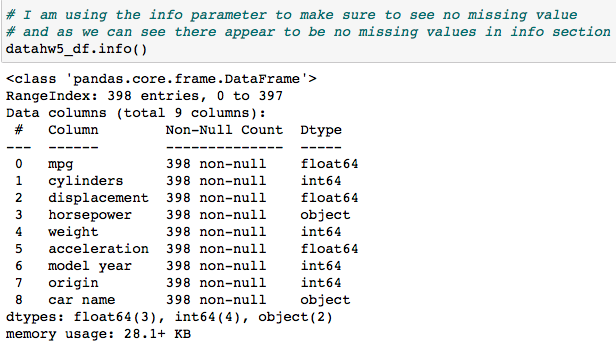 # I am using the info parameter to make sure to see no missing value
# and as we can see there appear to be no missing values in info section
datahw5_df.info()
<class 'pandas.core.frame.DataFrame'>
RangeIndex: 398 entries, 0 to 397
Data columns (total 9 columns):
 #   Column        Non-Null Count  Dtype
---  ------        --------------  -----
 0   mpg           398 non-null    float64
 1   cylinders     398 non-null    int64
 2   displacement  398 non-null    float64
 3   horsepower    398 non-null    object
 4   weight        398 non-null    int64
 5   acceleration  398 non-null    float64
 6   model year    398 non-null    int64
 7   origin        398 non-null    int64
 8   car name      398 non-null    object
dtypes: float64(3), int64(4), object(2)
memory usage: 28.1+ KB